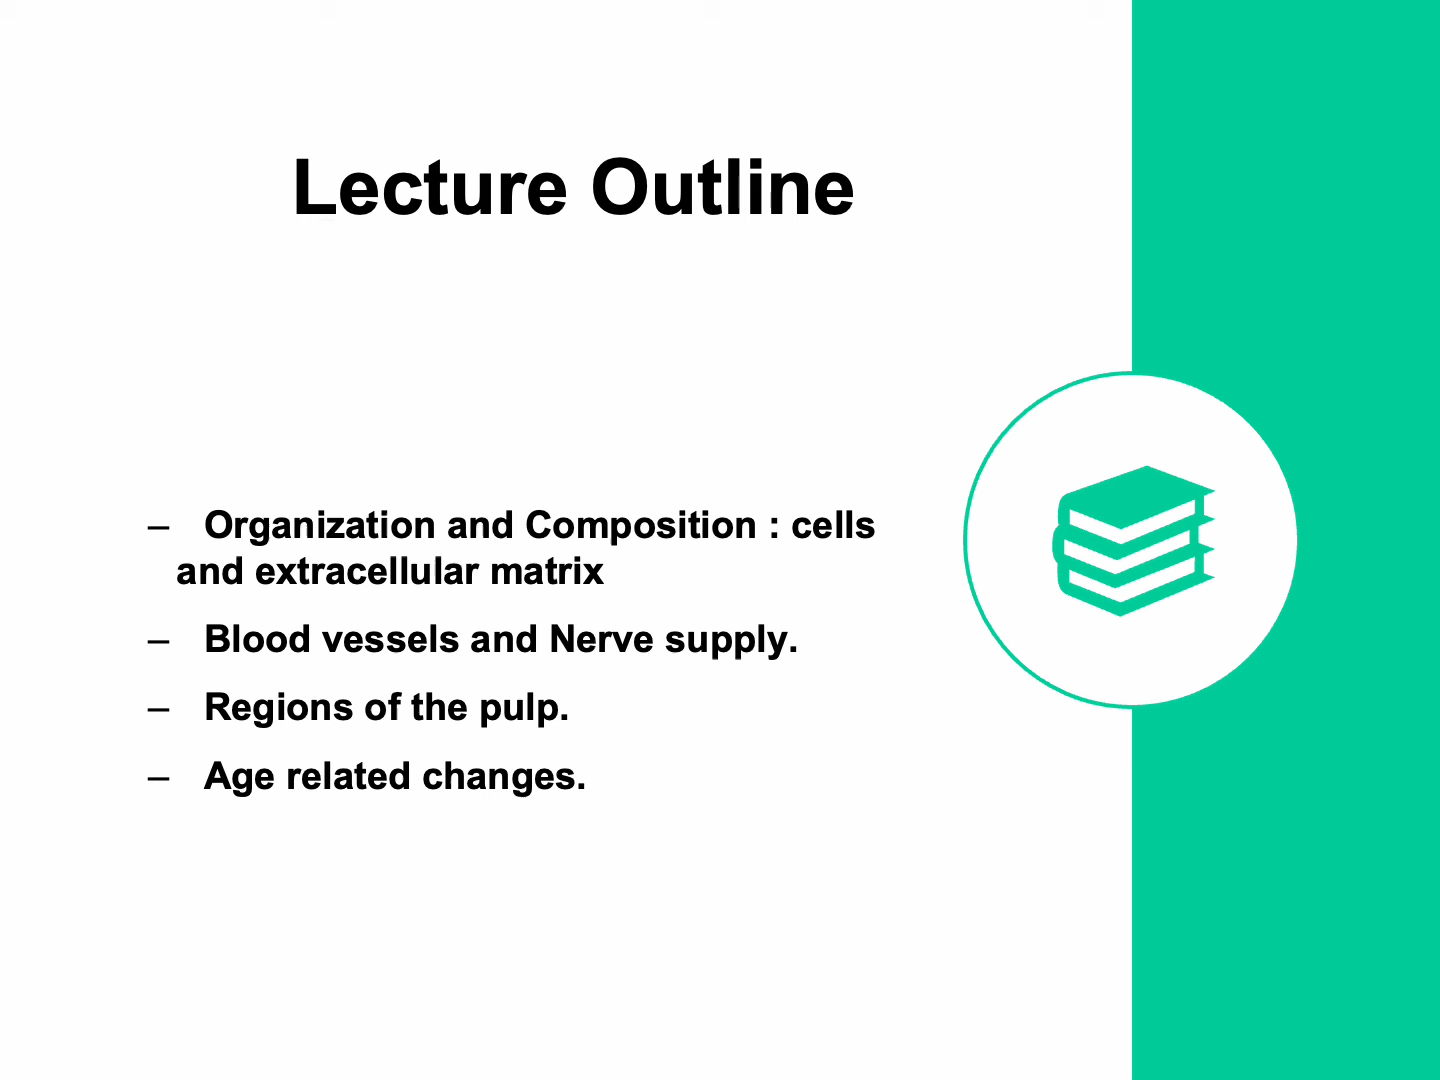 Lecture Outline
– Organization and Composition : cells
and extracellular matrix
– Blood vessels and Nerve supply.
– Regions of the pulp.
– Age related changes.